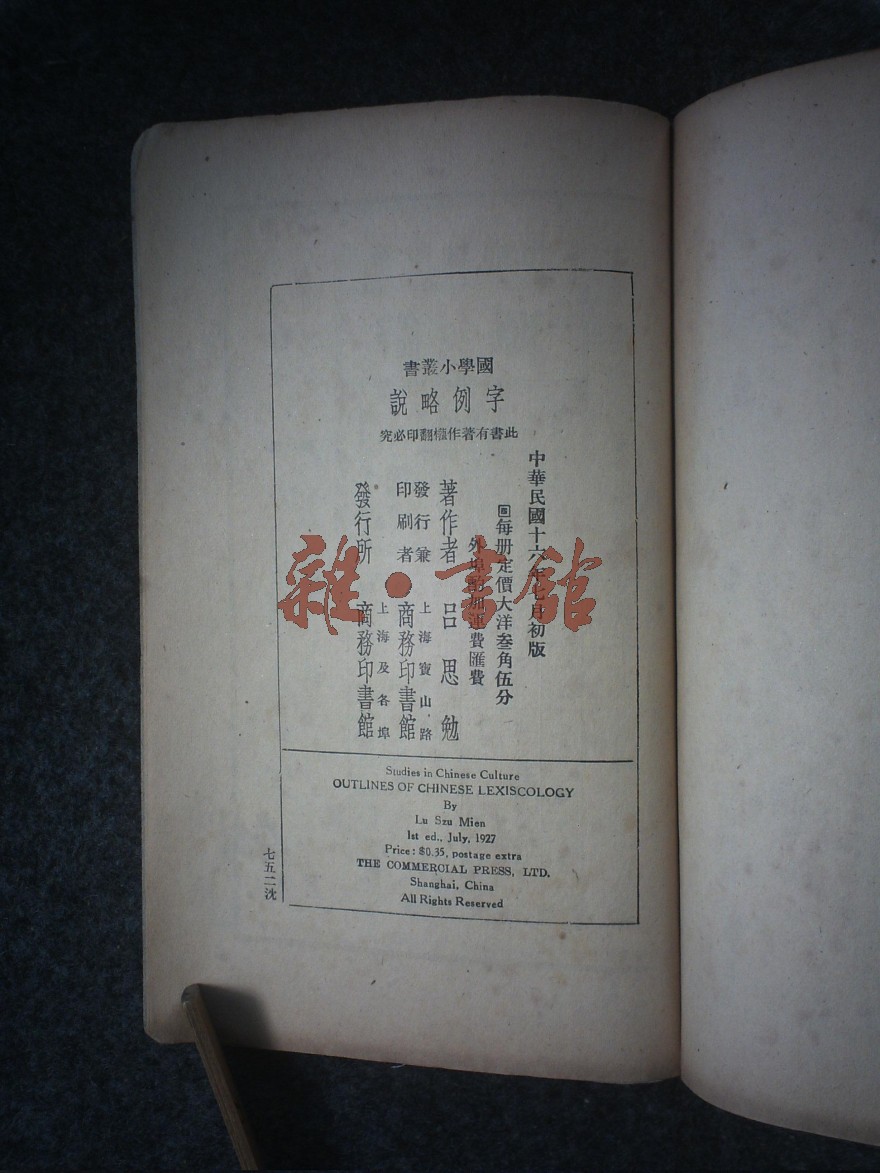 國學小叢書
字例略說
此書有著作權翻印必究
中華民國十六年七月初版
每册定價大洋叁角伍分
外埠酌加運費匯費
著作者 呂思勉
發行兼印刷者 上海寶山路 商務印書館
發行所 上海及各埠 商務印書館
Studies in Chinese Culture
OUTLINES OF CHINESE LEXISCOLOGY
By
Lu Szu Mien
1st ed., July, 1927
Price: $0.35, postage extra
THE COMMERCIAL PRESS, LTD.
Shanghai, China
All Rights Reserved
七五二沈
雜·書館